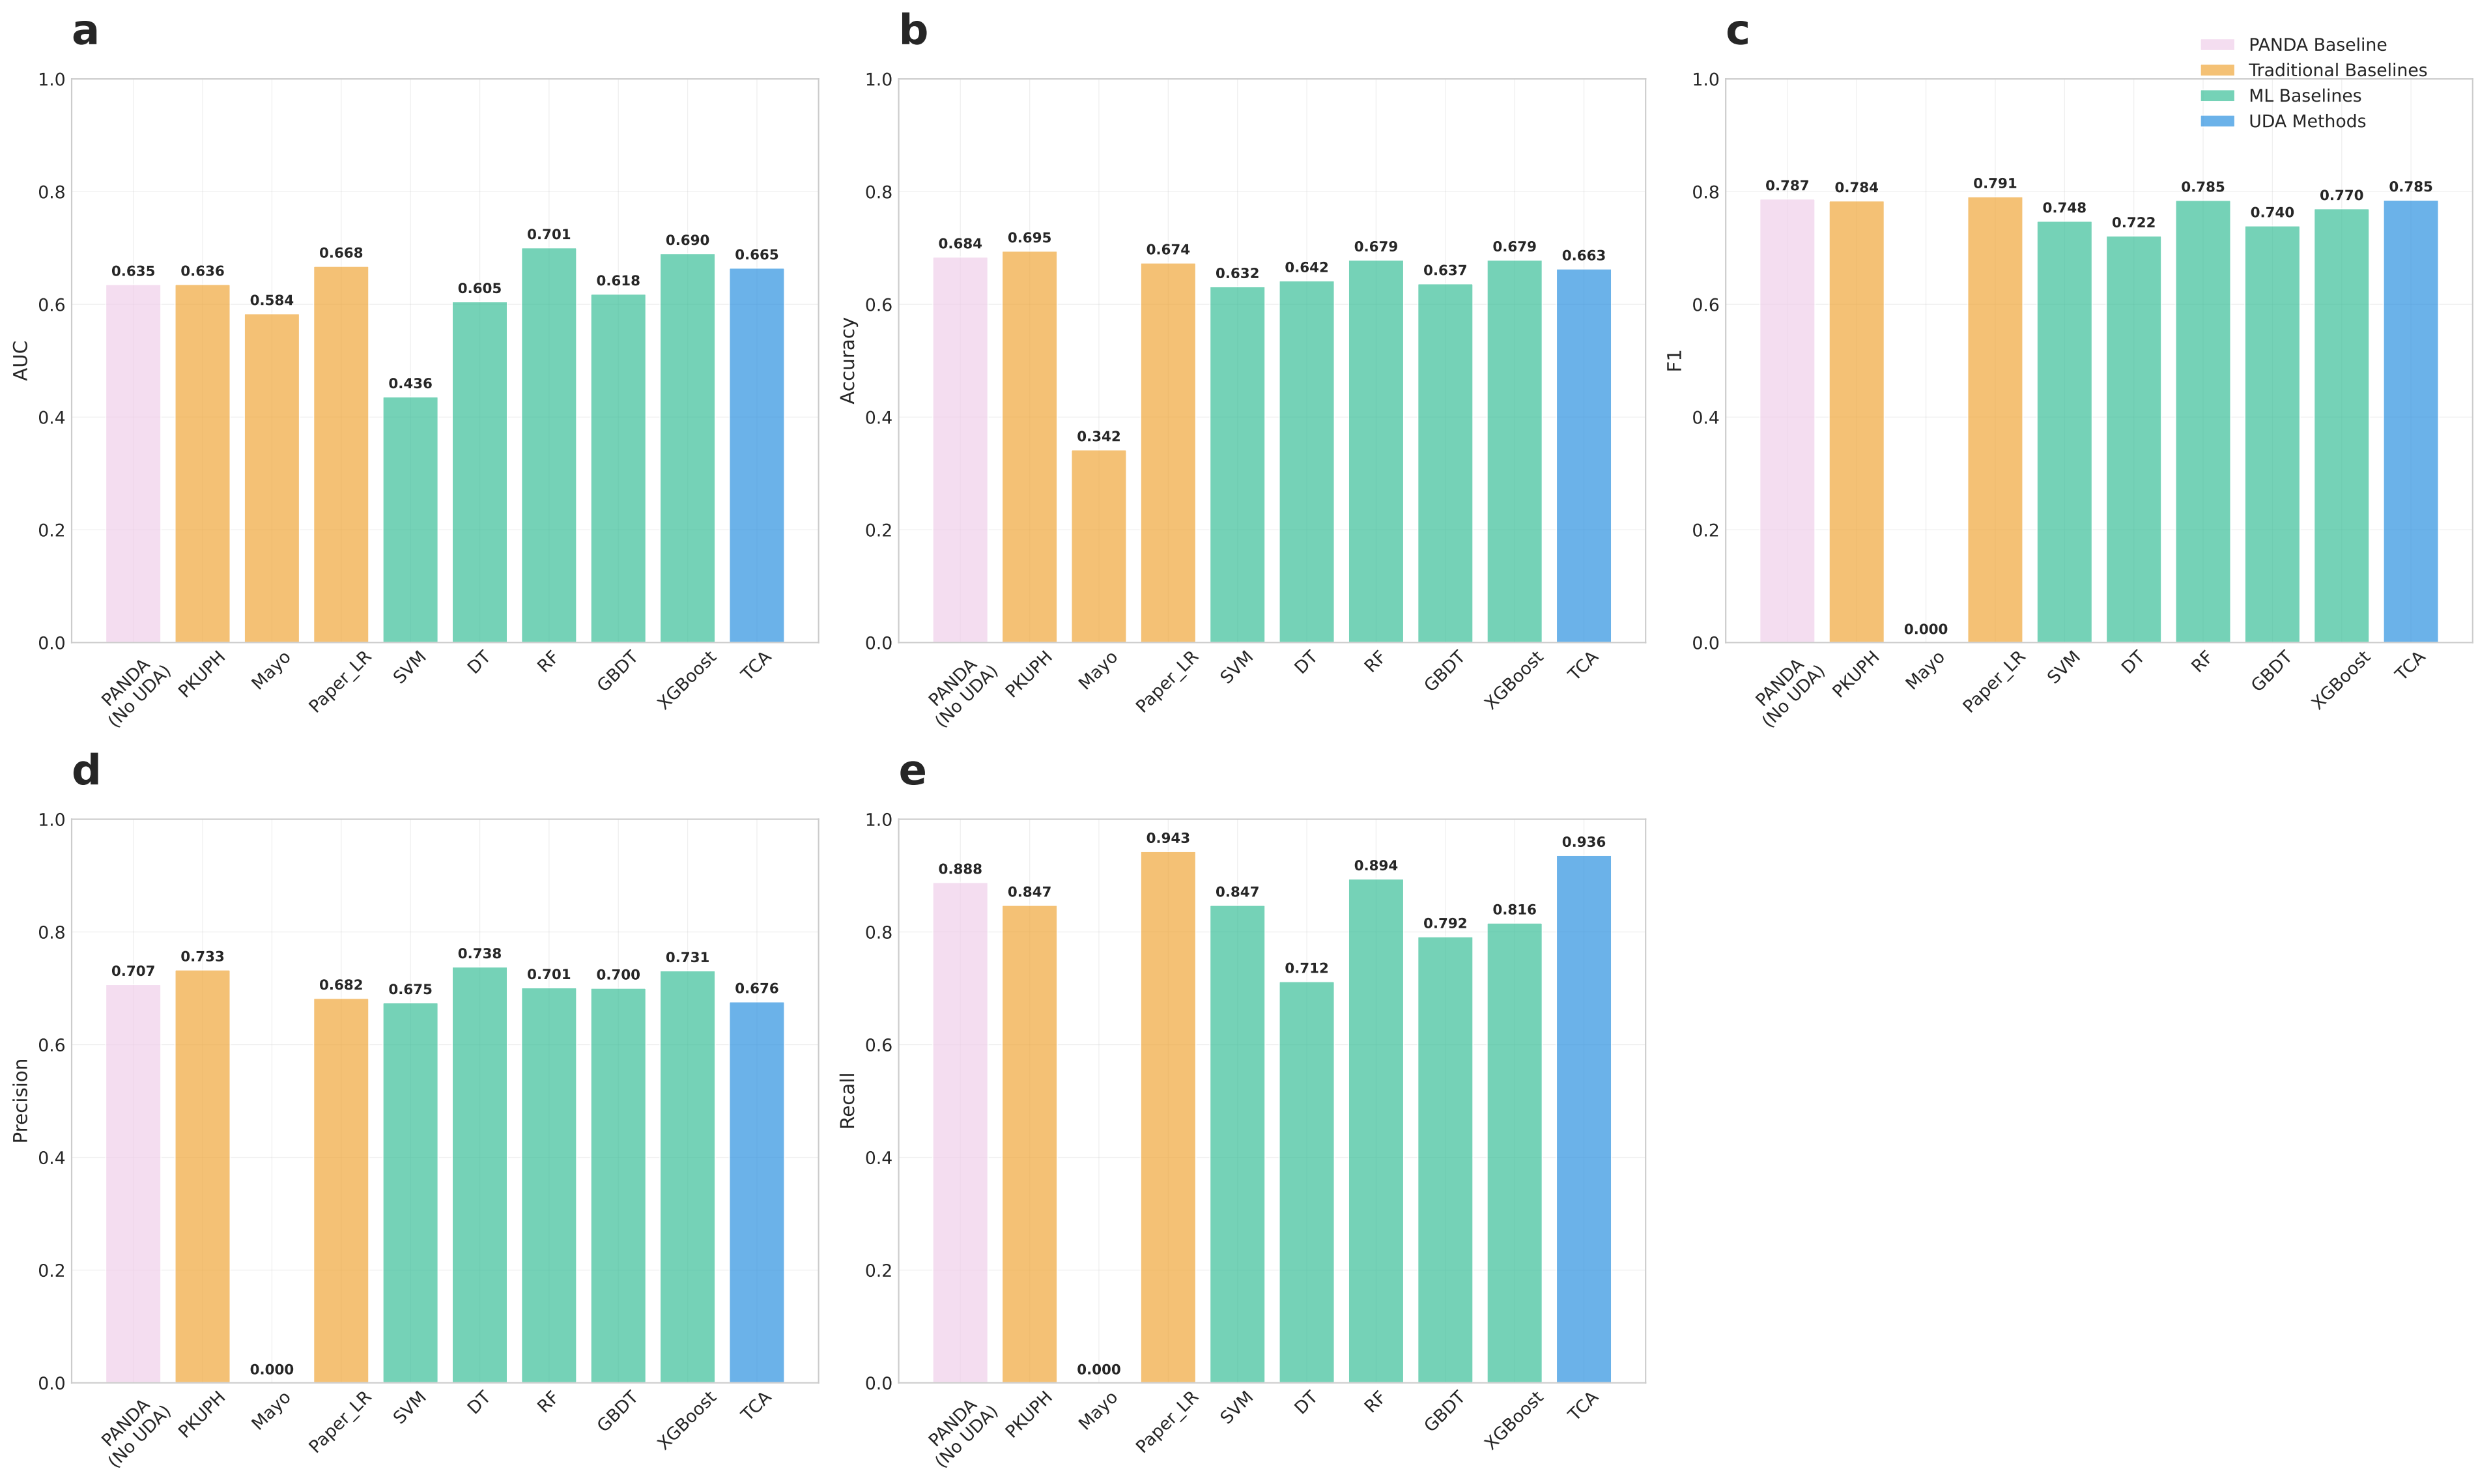 a
1.0
0.8
0.6
0.4
0.2
0.0
AUC
0.635
0.636
0.584
0.668
0.436
0.605
0.701
0.618
0.690
0.665
PANDA
(No UDA)
PKUPH
Mayo
Paper_LR
SVM
DT
RF
GBDT
XGBoost
TCA
b
1.0
0.8
0.6
0.4
0.2
0.0
Accuracy
0.684
0.695
0.342
0.674
0.632
0.642
0.679
0.637
0.679
0.663
PANDA
(No UDA)
PKUPH
Mayo
Paper_LR
SVM
DT
RF
GBDT
XGBoost
TCA
c
PANDA Baseline
Traditional Baselines
ML Baselines
UDA Methods
1.0
0.8
0.6
0.4
0.2
0.0
F1
0.787
0.784
0.000
0.791
0.748
0.722
0.785
0.740
0.770
0.785
PANDA
(No UDA)
PKUPH
Mayo
Paper_LR
SVM
DT
RF
GBDT
XGBoost
TCA
d
1.0
0.8
0.6
0.4
0.2
0.0
Precision
0.707
0.733
0.000
0.682
0.675
0.738
0.701
0.700
0.731
0.676
PANDA
(No UDA)
PKUPH
Mayo
Paper_LR
SVM
DT
RF
GBDT
XGBoost
TCA
e
1.0
0.8
0.6
0.4
0.2
0.0
Recall
0.888
0.847
0.000
0.943
0.847
0.712
0.894
0.792
0.816
0.936
PANDA
(No UDA)
PKUPH
Mayo
Paper_LR
SVM
DT
RF
GBDT
XGBoost
TCA